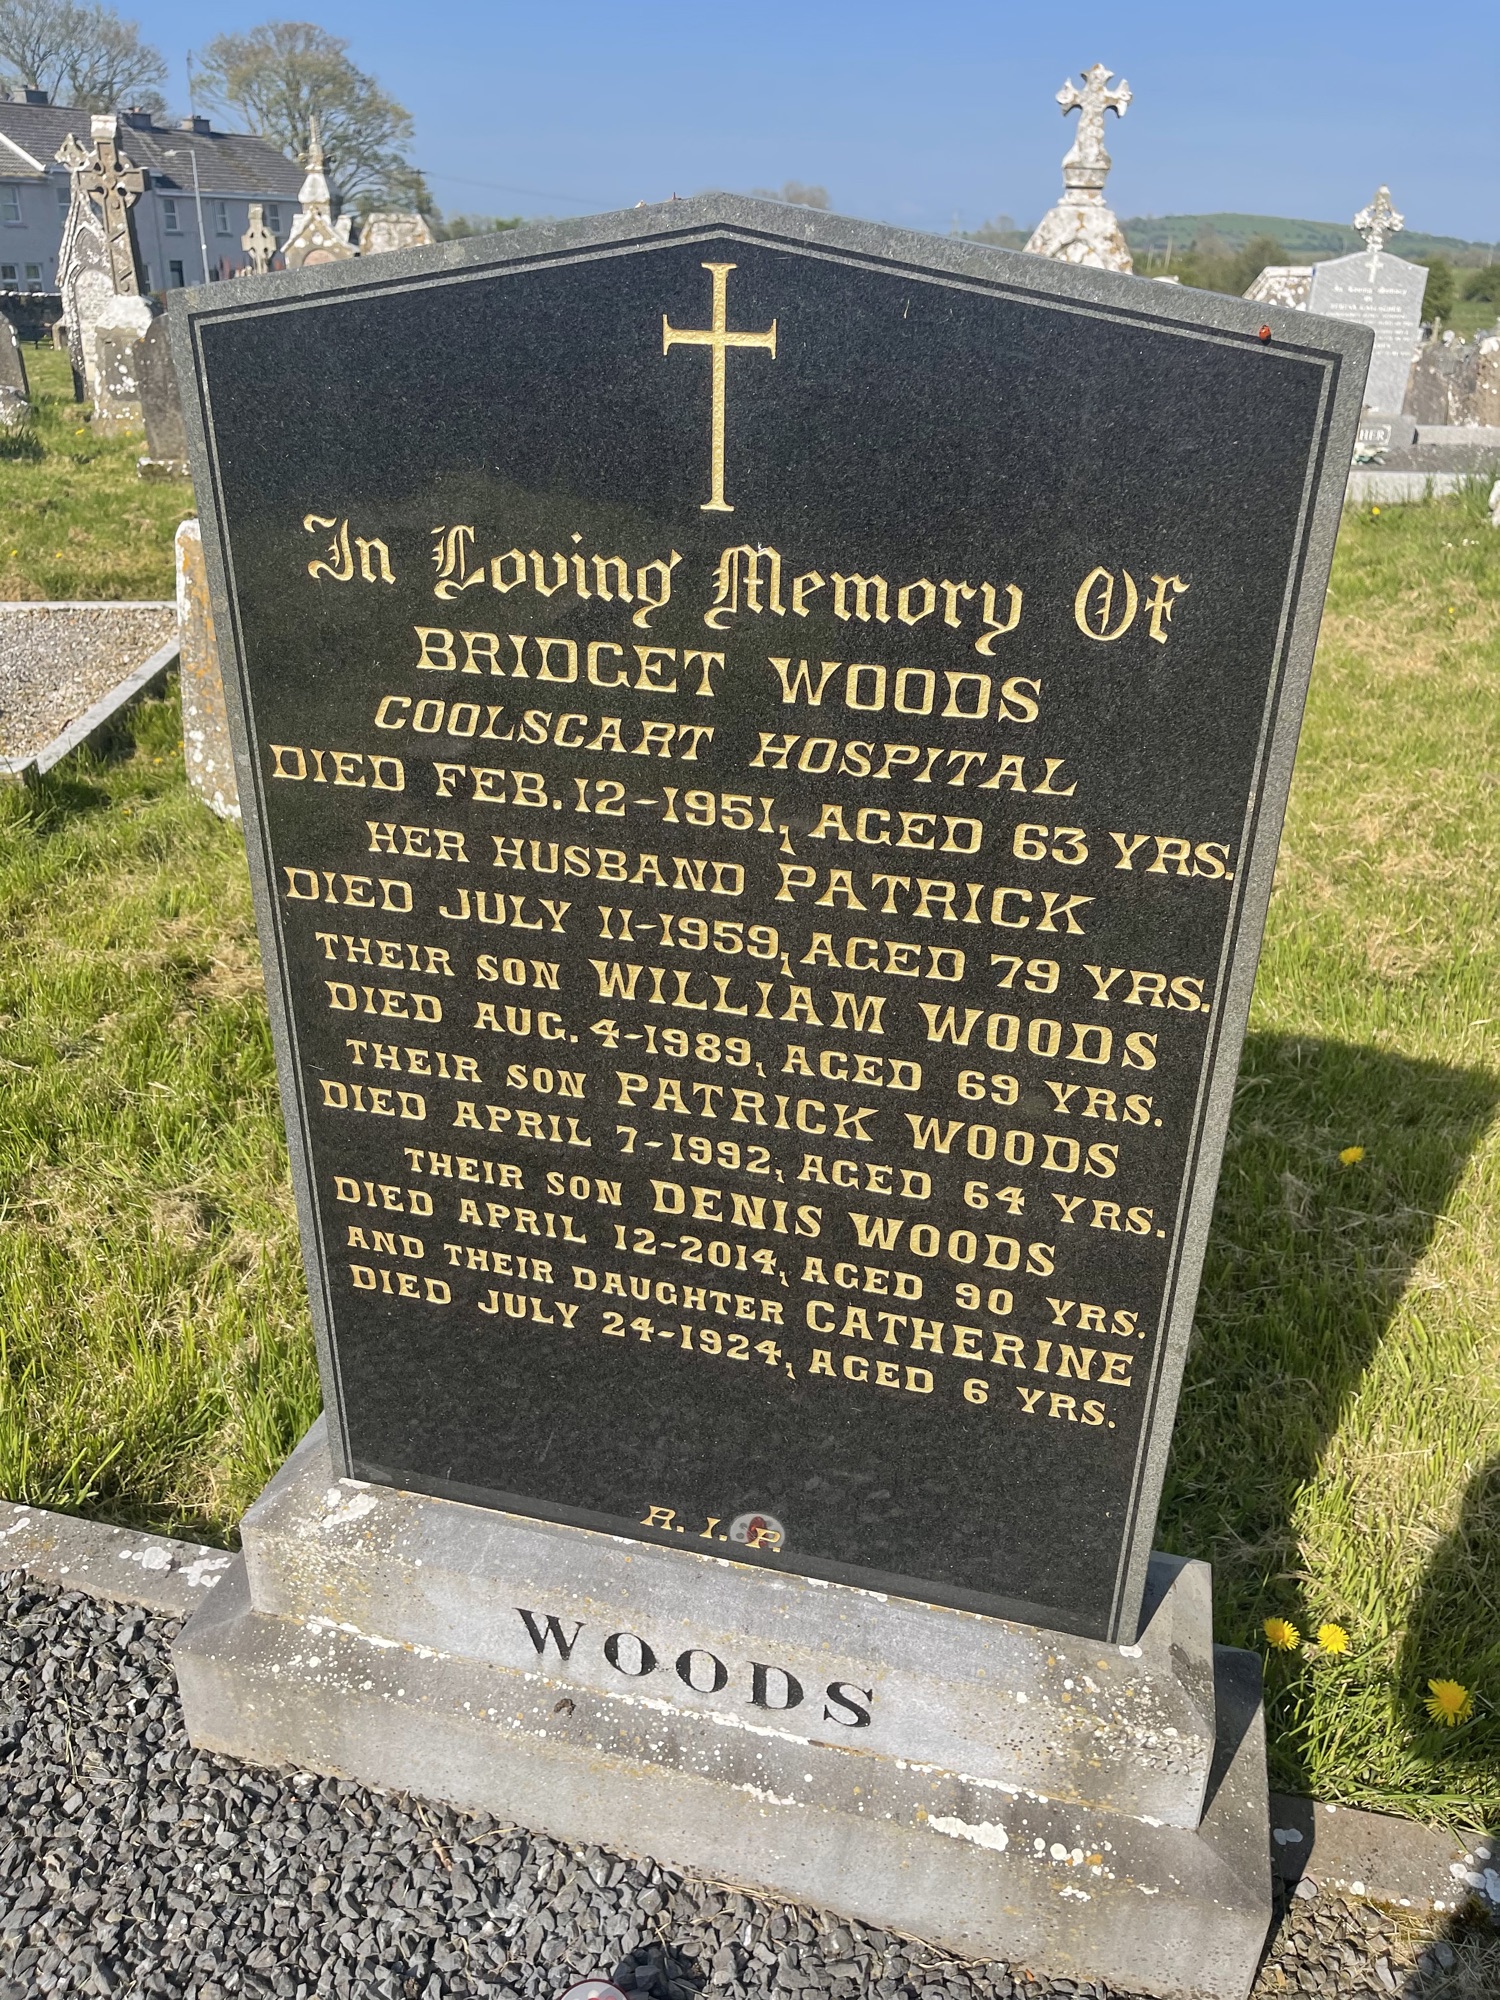 In Loving Memory Of
BRIDGET WOODS
COOLSCART HOSPITAL
DIED FEB. 12-1951, AGED 63 YRS.
HER HUSBAND PATRICK
DIED JULY 11-1959, AGED 79 YRS.
THEIR SON WILLIAM WOODS
DIED AUG. 4-1989, AGED 69 YRS.
THEIR SON PATRICK WOODS
DIED APRIL 7-1992, AGED 64 YRS.
THEIR SON DENIS WOODS
DIED APRIL 12-2014, AGED 90 YRS.
AND THEIR DAUGHTER CATHERINE
DIED JULY 24-1924, AGED 6 YRS.
R. I. P.
WOODS
In Loving Memory